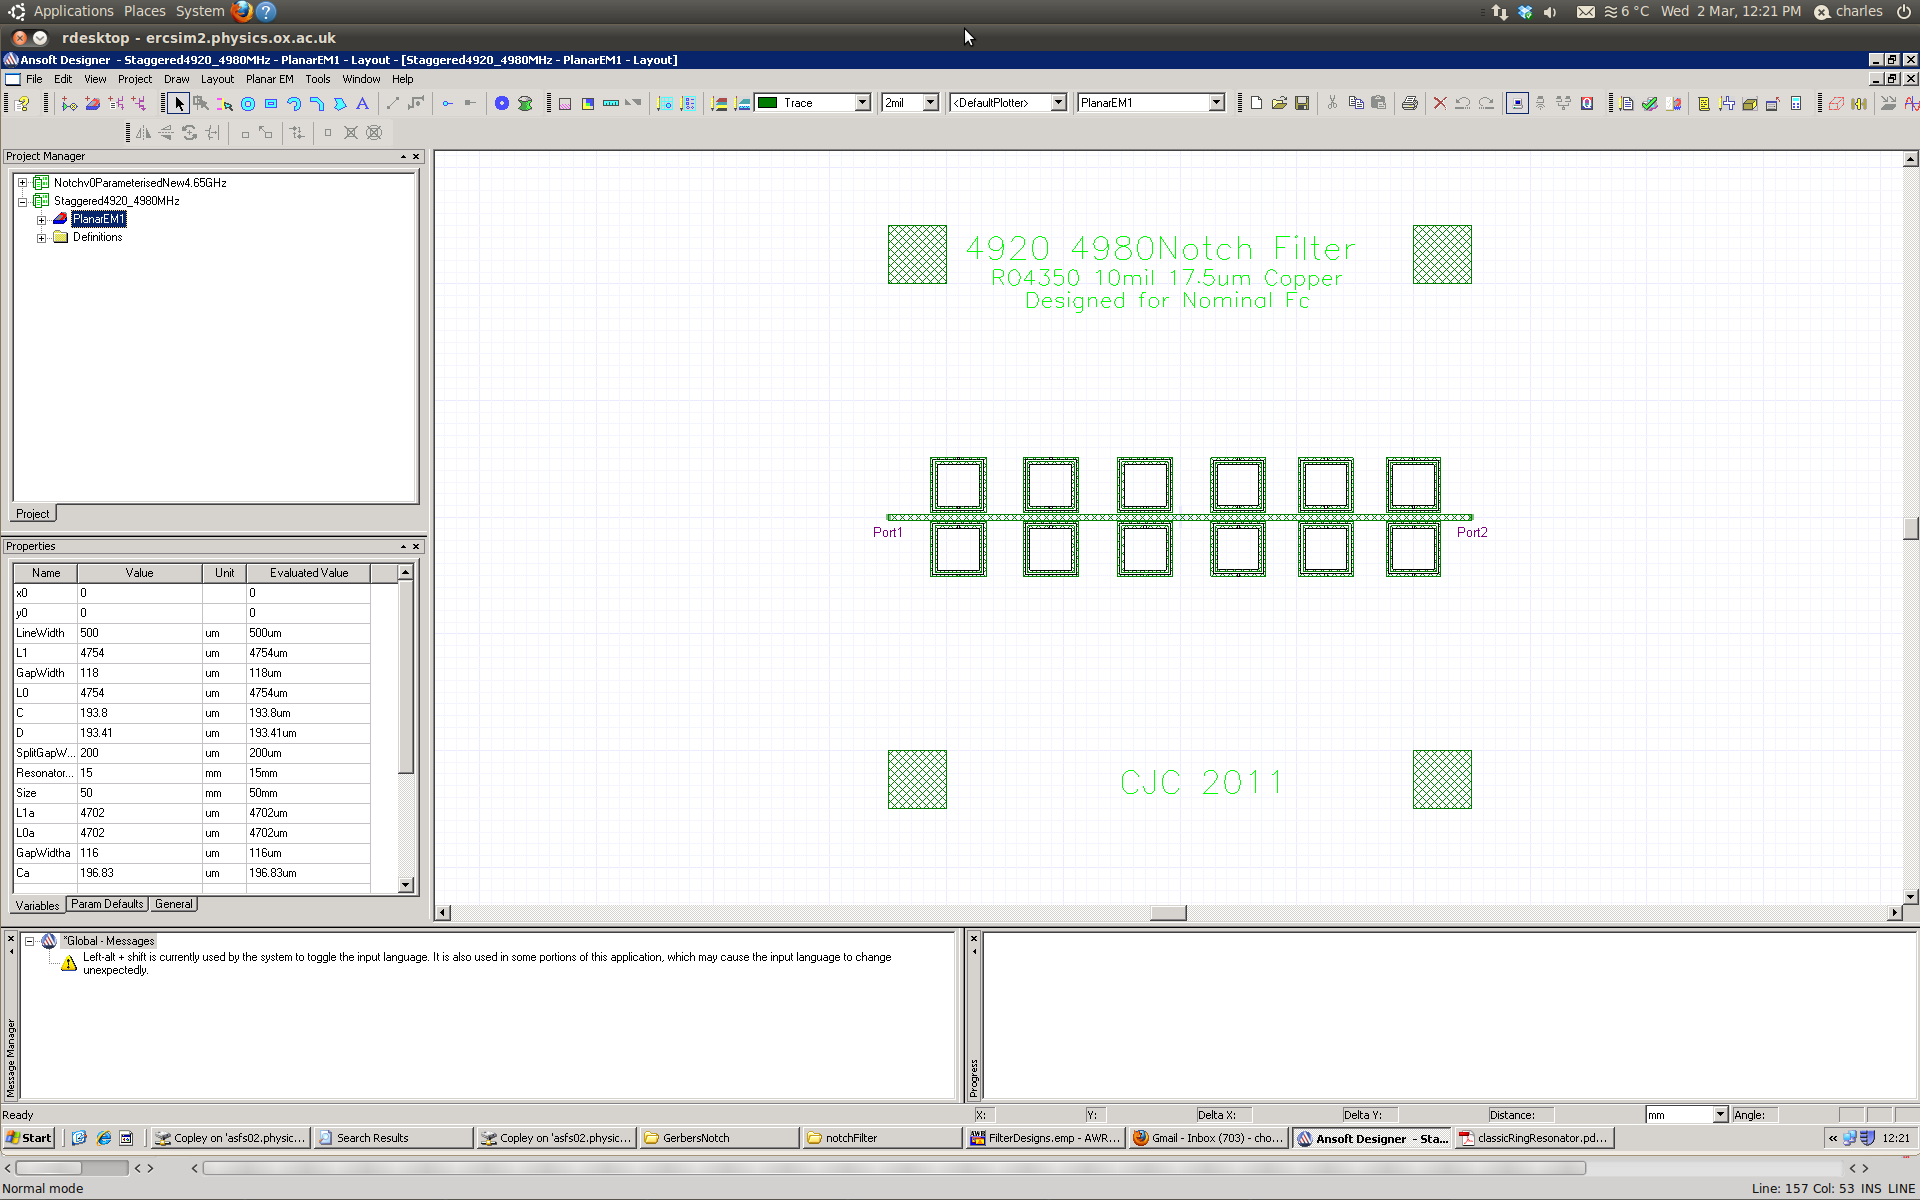 Applications Places System
6 °C Wed 2 Mar, 12:21 PM charles
rdesktop - ercsim2.physics.ox.ac.uk
Ansoft Designer - Staggered4920_4980MHz - PlanarEM1 - Layout - [Staggered4920_4980MHz - PlanarEM1 - Layout]
File Edit View Project Draw Layout Planar EM Tools Window Help
Trace 2mil <DefaultPlotter> PlanarEM1
Project Manager
Notchv0ParameterisedNew4.65GHz
Staggered4920_4980MHz
PlanarEM1
Definitions
Project
Properties
Name Value Unit Evaluated Value
x0 0 0
y0 0 0
LineWidth 500 um 500um
L1 4754 um 4754um
GapWidth 118 um 118um
L0 4754 um 4754um
C 193.8 um 193.8um
D 193.41 um 193.41um
SplitGapW... 200 um 200um
Resonator... 15 mm 15mm
Size 50 mm 50mm
L1a 4702 um 4702um
L0a 4702 um 4702um
GapWidtha 116 um 116um
Ca 196.83 um 196.83um
Variables Param Defaults General
4920 4980Notch Filter
RO4350 10mil 17.5um Copper
Designed for Nominal Fc
Port1 Port2
CJC 2011
Message Manager
*Global - Messages
Left-alt + shift is currently used by the system to toggle the input language. It is also used in some portions of this application, which may cause the input language to change
unexpectedly.
Progress
Ready X: Y: Delta X: Delta Y: Distance: mm Angle:
Start Copley on 'asfs02.physic... Search Results Copley on 'asfs02.physic... GerbersNotch notchFilter FilterDesigns.emp - AWR... Gmail - Inbox (703) - cho... Ansoft Designer - Sta... classicRingResonator.pd... « 12:21
Normal mode Line: 157 Col: 53 INS LINE